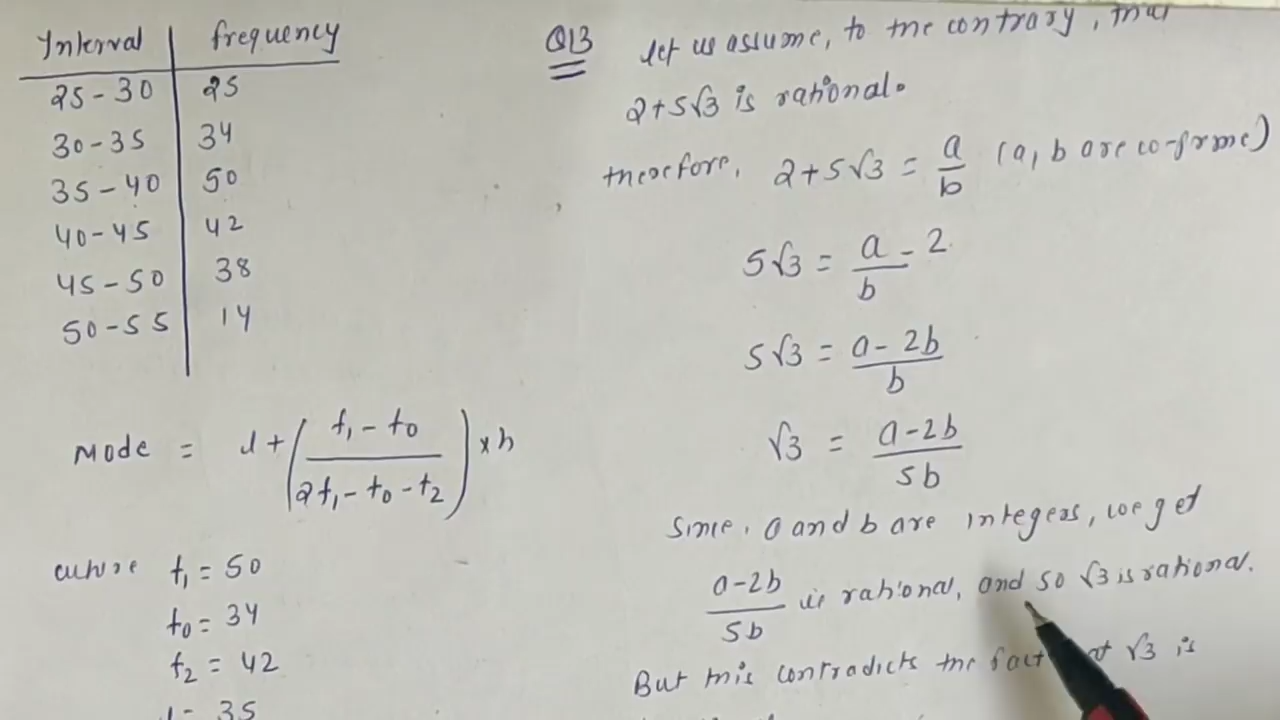 Interval frequency
25-30 25
30-35 34
35-40 50
40-45 42
45-50 38
50-55 14
Mode = l + ( f₁ - f₀ / 2f₁ - f₀ - f₂ ) × h
where f₁ = 50
f₀ = 34
f₂ = 42
l = 35
Q13 let us assume, to the contrary, that
2+5√3 is rational.
therefore, 2+5√3 = a/b (a, b are co-prime)
5√3 = a/b - 2
5√3 = a-2b/b
√3 = a-2b/5b
Since, a and b are integers, we get
a-2b/5b is rational, and so √3 is rational.
But this contradicts the fact √3 is